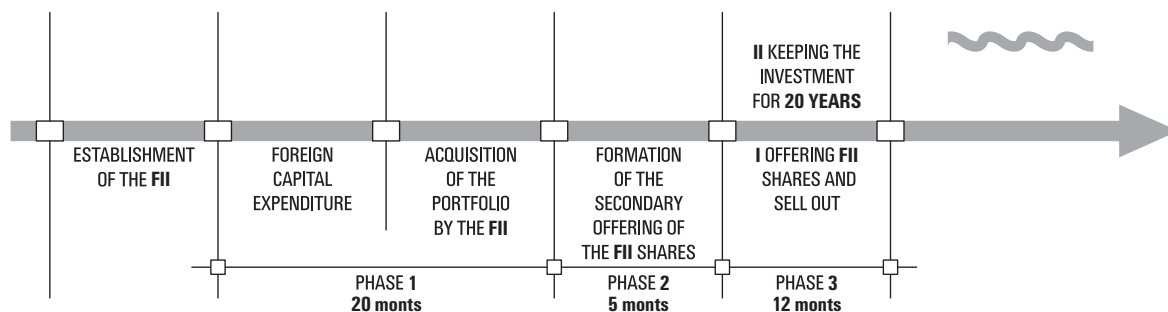 II KEEPING THE
INVESTMENT
FOR 20 YEARS
ESTABLISHMENT
OF THE FII
FOREIGN
CAPITAL
EXPENDITURE
ACQUISITION
OF THE
PORTFOLIO
BY THE FII
FORMATION
OF THE
SECONDARY
OFFERING OF
THE FII SHARES
I OFFERING FII
SHARES AND
SELL OUT
PHASE 1
20 monts
PHASE 2
5 monts
PHASE 3
12 monts